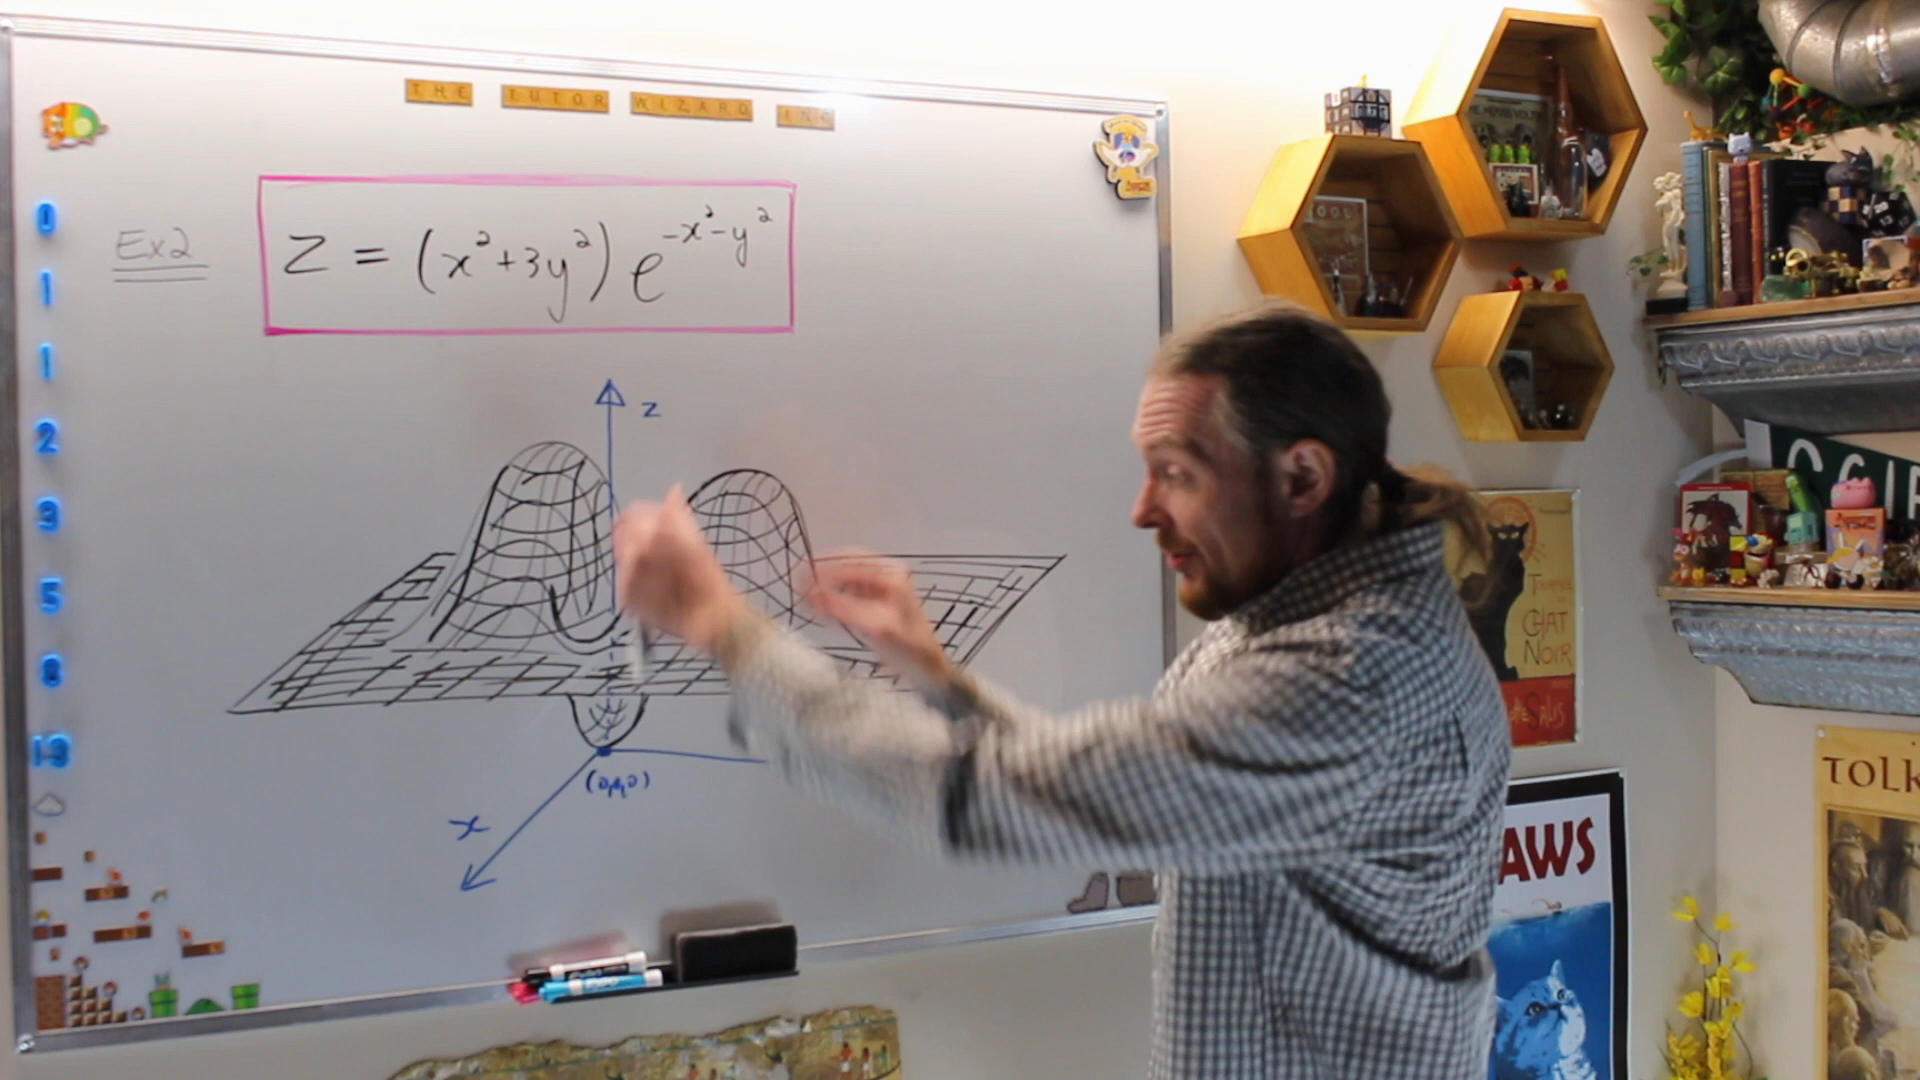 THE TUTOR WIZARD INC
0
1
1
2
3
5
8
13
Ex2
z = (x²+3y²) e^{-x²-y²}
z
(0,0,0)
x
CHAT
NOIR
AWS
TOLK